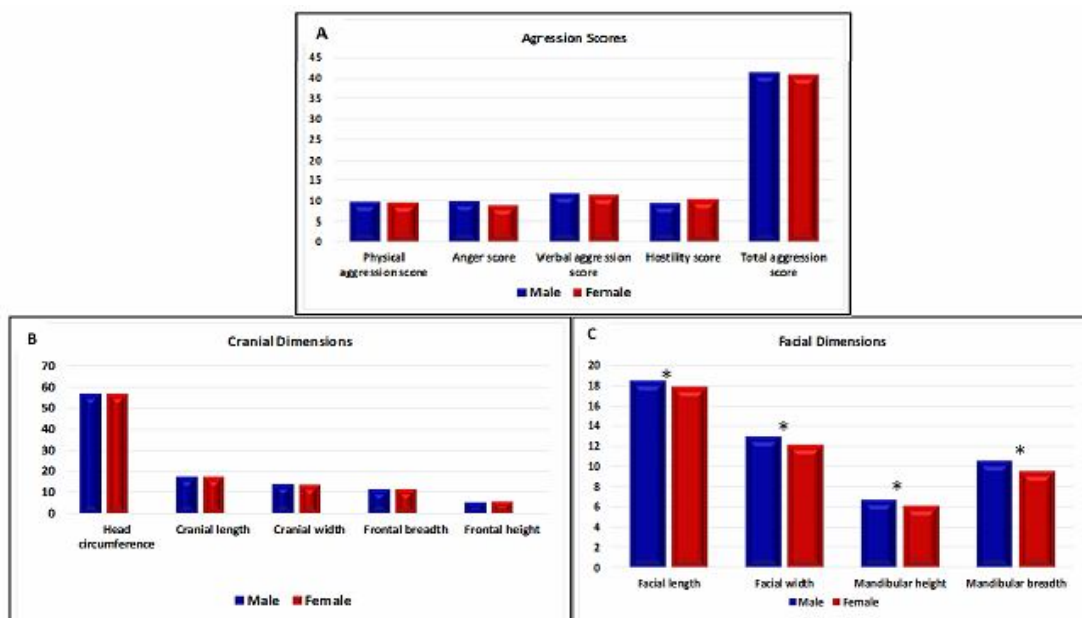 A
Agression Scores
45
40
35
30
25
20
15
10
5
0
Physical aggression score
Anger score
Verbal aggression score
Hostility score
Total aggression score
Male Female
B
Cranial Dimensions
70
60
50
40
30
20
10
0
Head circumference
Cranial length
Cranial width
Frontal breadth
Frontal height
Male Female
C
Facial Dimensions
20
18
16
14
12
10
8
6
4
2
0
*
*
*
*
Facial length
Facial width
Mandibular height
Mandibular breadth
Male Female